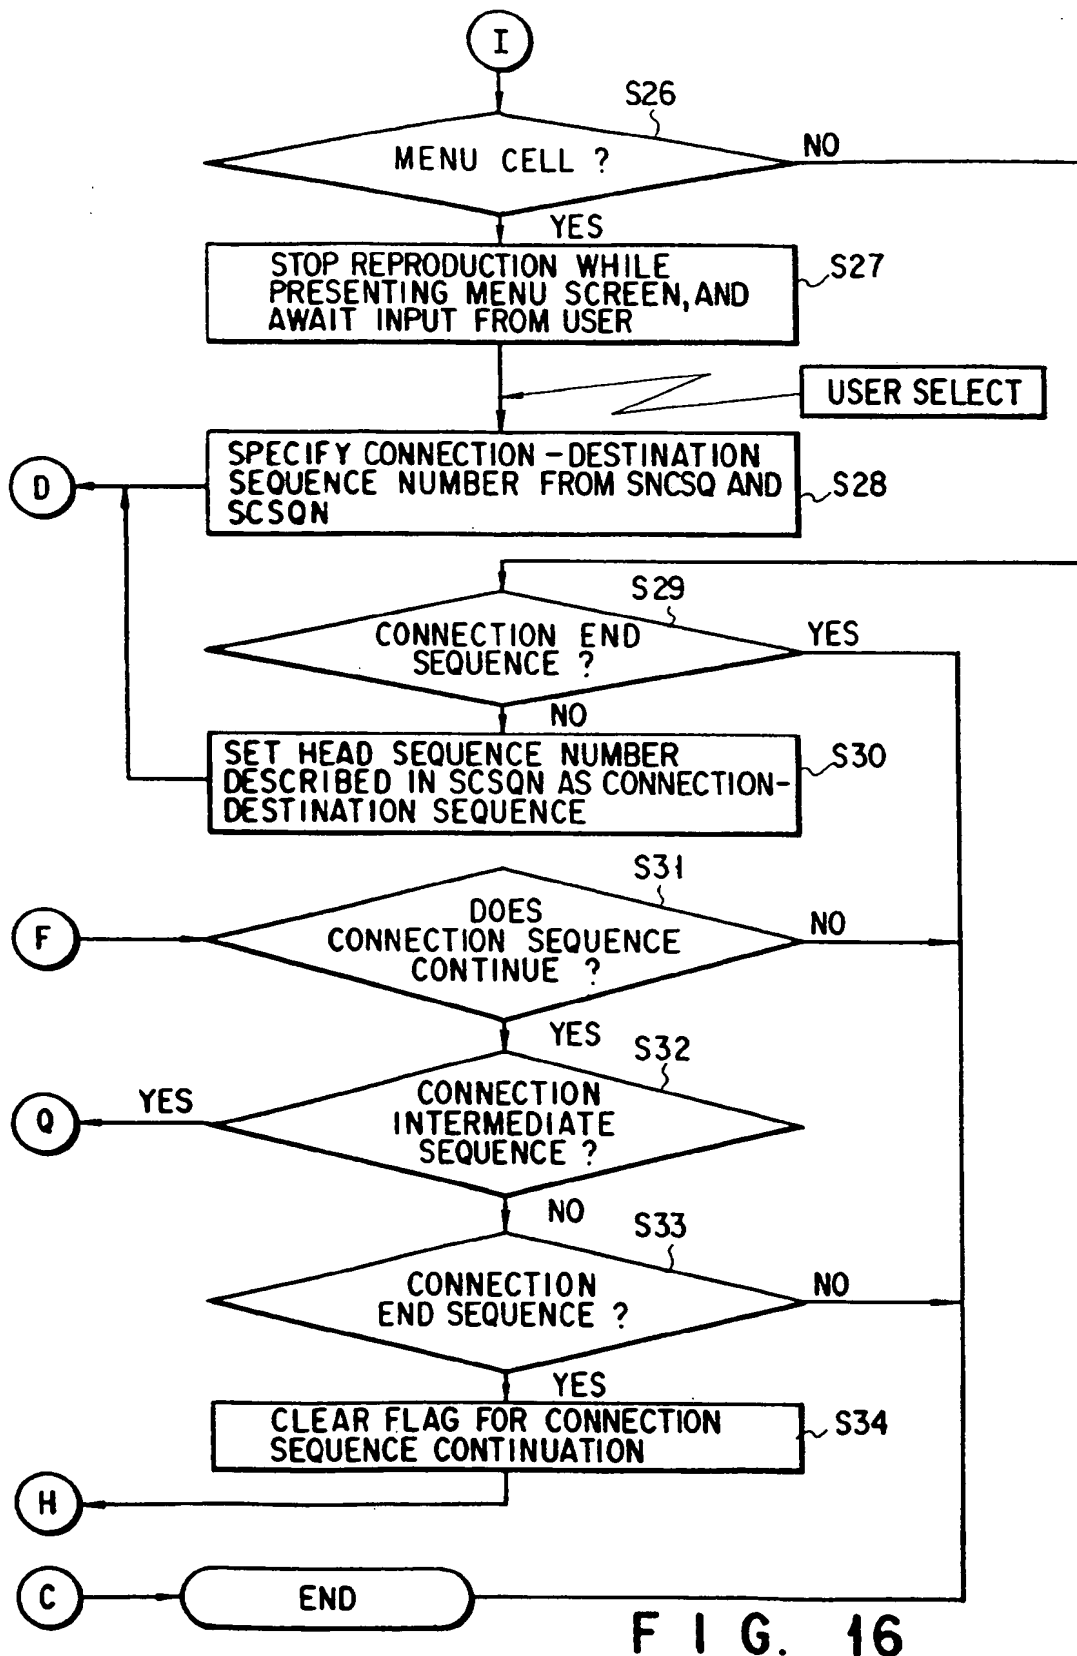 I
S26
MENU CELL ?
NO
YES
STOP REPRODUCTION WHILE
PRESENTING MENU SCREEN, AND
AWAIT INPUT FROM USER
S27
USER SELECT
D
SPECIFY CONNECTION-DESTINATION
SEQUENCE NUMBER FROM SNCSQ AND
SCSQN
S28
S29
CONNECTION END
SEQUENCE ?
YES
NO
SET HEAD SEQUENCE NUMBER
DESCRIBED IN SCSQN AS CONNECTION-
DESTINATION SEQUENCE
S30
S31
F
DOES
CONNECTION SEQUENCE
CONTINUE ?
NO
YES
S32
Q
YES
CONNECTION
INTERMEDIATE
SEQUENCE ?
NO
S33
CONNECTION
END SEQUENCE ?
NO
YES
CLEAR FLAG FOR CONNECTION
SEQUENCE CONTINUATION
S34
H
C
END
FIG. 16